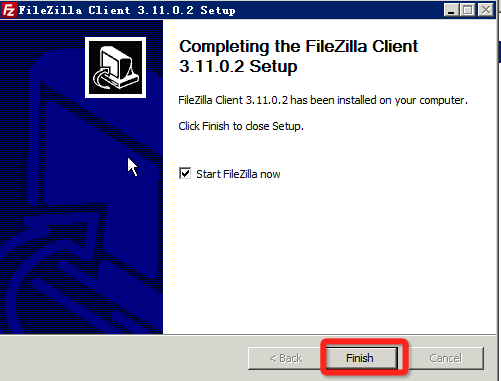 FileZilla Client 3.11.0.2 Setup
Completing the FileZilla Client
3.11.0.2 Setup
FileZilla Client 3.11.0.2 has been installed on your computer.
Click Finish to close Setup.
Start FileZilla now
< Back
Finish
Cancel